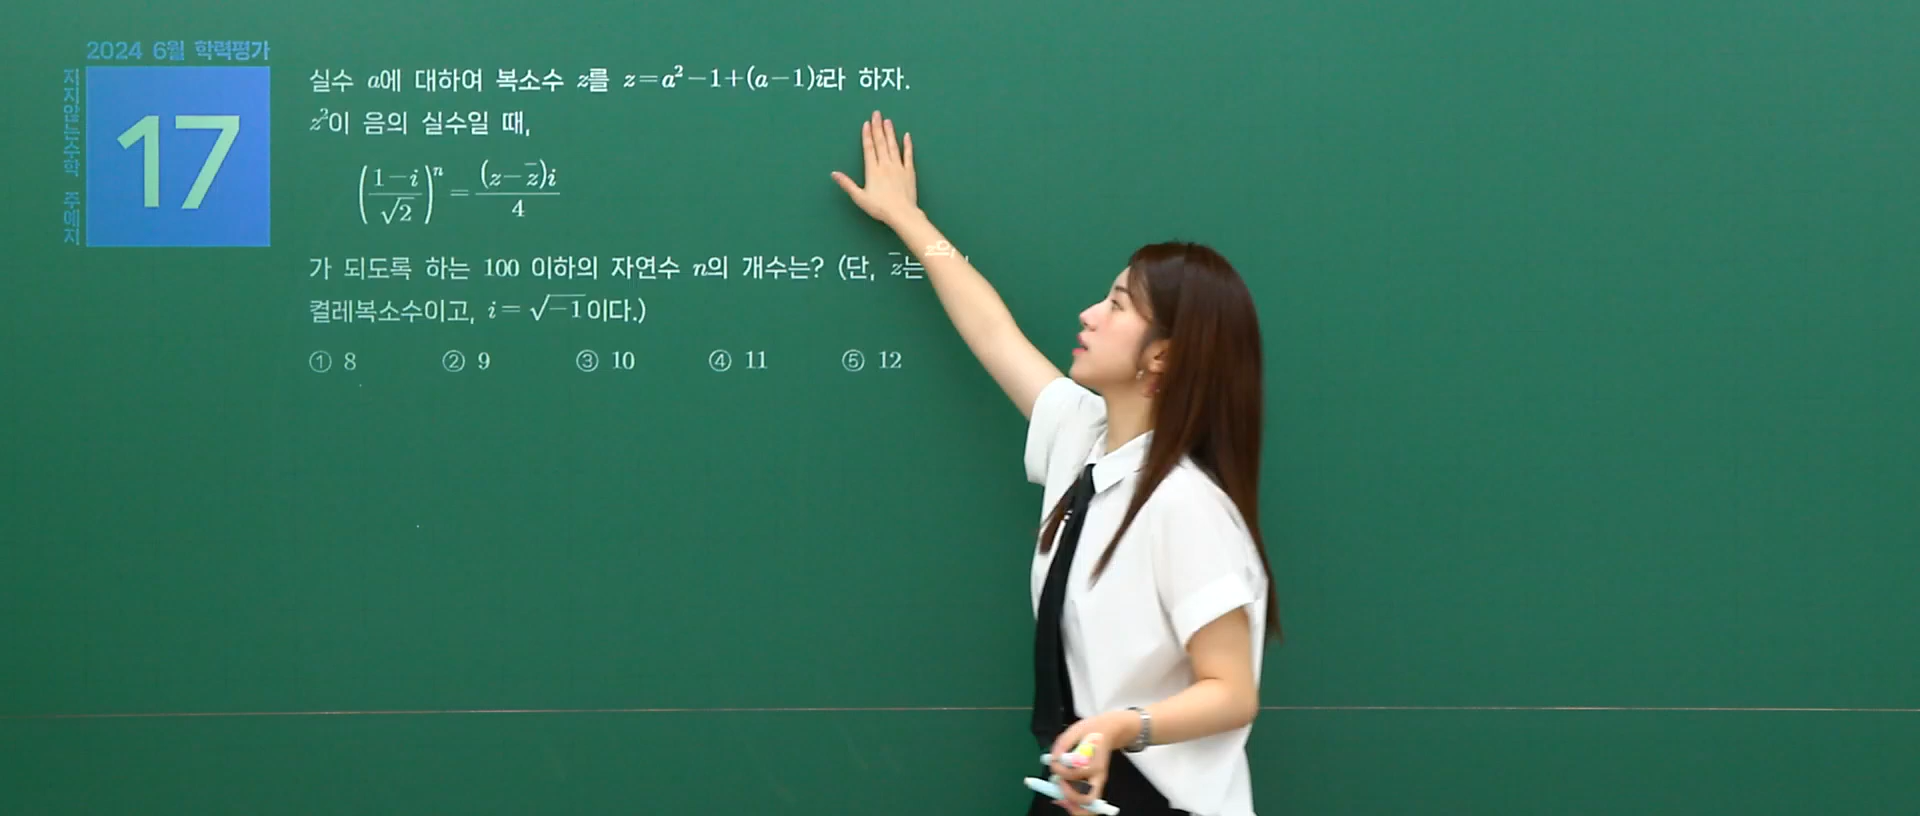 2024 6월 학력평가
지지않는수학 주예지
17
실수 a에 대하여 복소수 z를 z=a²−1+(a−1)i라 하자.
z²이 음의 실수일 때,
((1−i)/√2)ⁿ = (z−z̄)i/4
가 되도록 하는 100 이하의 자연수 n의 개수는? (단, z̄는 z의
켤레복소수이고, i=√−1이다.)
① 8 ② 9 ③ 10 ④ 11 ⑤ 12